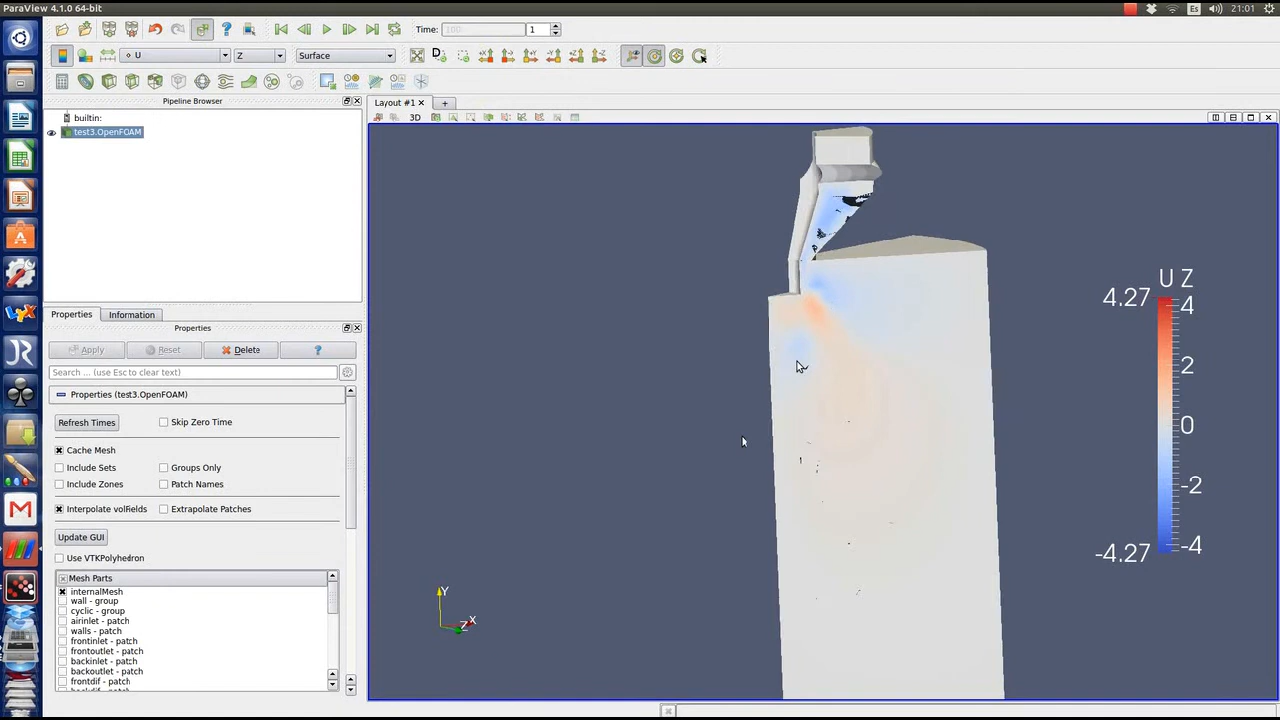 ParaView 4.1.0 64-bit
Es
21:01
Time: 100
1
U
Z
Surface
Pipeline Browser
Layout #1
builtin:
3D
test3.OpenFOAM
Properties
Information
Properties
Apply
Reset
Delete
?
Search ... (use Esc to clear text)
Properties (test3.OpenFOAM)
Refresh Times
Skip Zero Time
Cache Mesh
Include Sets
Groups Only
Include Zones
Patch Names
Interpolate volFields
Extrapolate Patches
Update GUI
Use VTKPolyhedron
Mesh Parts
internalMesh
wall - group
cyclic - group
airinlet - patch
walls - patch
frontinlet - patch
frontoutlet - patch
backinlet - patch
backoutlet - patch
frontdif - patch
backdif - patch
U Z
4.27
4
2
0
-2
-4.27
-4
Y
X
Z